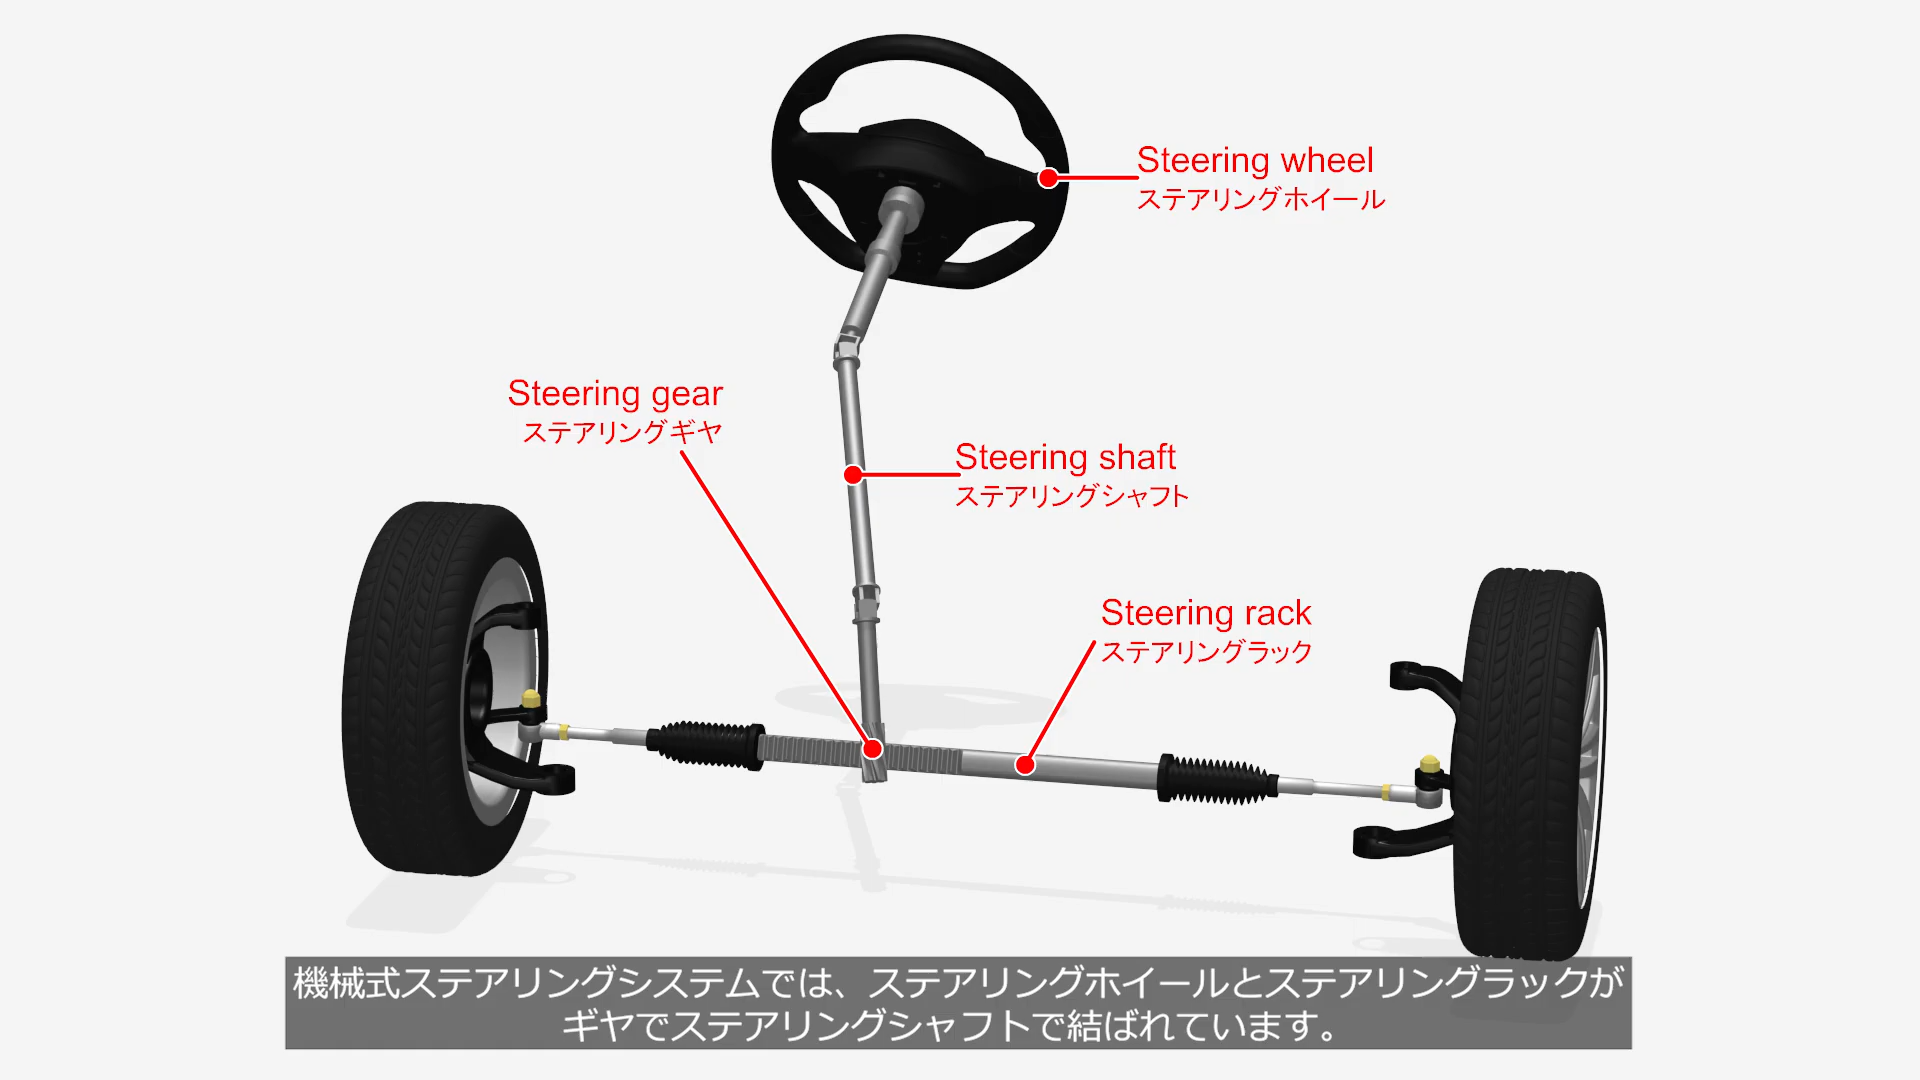 Steering wheel
ステアリングホイール
Steering gear
ステアリングギヤ
Steering shaft
ステアリングシャフト
Steering rack
ステアリングラック
機械式ステアリングシステムでは、ステアリングホイールとステアリングラックが
ギヤでステアリングシャフトで結ばれています。